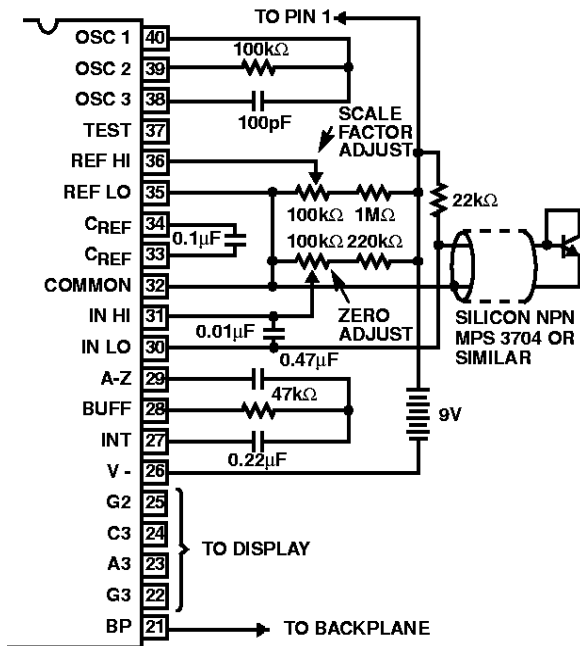 TO PIN 1
OSC 1 40
100kΩ
OSC 2 39
OSC 3 38
100pF
TEST 37
SCALE
FACTOR
ADJUST
REF HI 36
REF LO 35
100kΩ 1MΩ
22kΩ
CREF 34
0.1µF
100kΩ 220kΩ
CREF 33
COMMON 32
IN HI 31
ZERO
ADJUST
0.01µF
SILICON NPN
MPS 3704 OR
SIMILAR
IN LO 30
0.47µF
A-Z 29
47kΩ
BUFF 28
9V
INT 27
0.22µF
V - 26
G2 25
C3 24
TO DISPLAY
A3 23
G3 22
BP 21
TO BACKPLANE